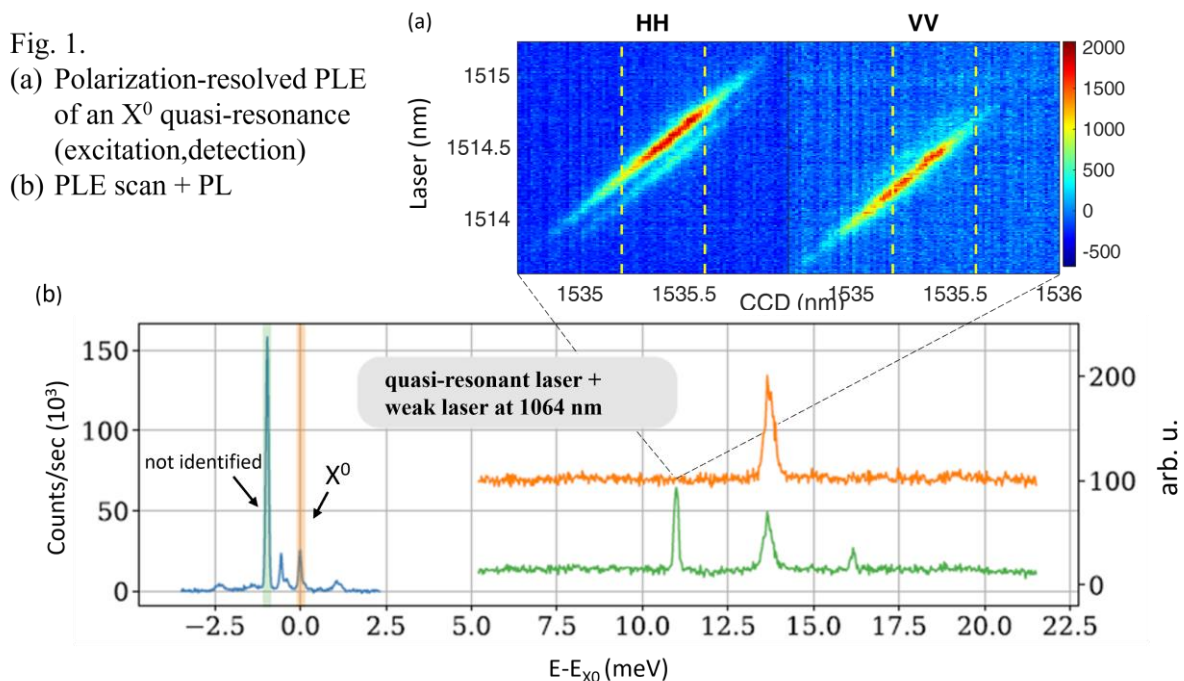 Fig. 1.
(a) Polarization-resolved PLE
of an X⁰ quasi-resonance
(excitation,detection)
(b) PLE scan + PL
(a)
HH VV
Laser (nm)
1515
1514.5
1514
2000
1500
1000
500
0
-500
1535 1535.5 1535 1535.5 1536
CCD (nm)
(b)
Counts/sec (10³)
150
100
50
0
quasi-resonant laser +
weak laser at 1064 nm
not identified
X⁰
200
100
0
arb. u.
−2.5 0.0 2.5 5.0 7.5 10.0 12.5 15.0 17.5 20.0 22.5
E-E_X0 (meV)